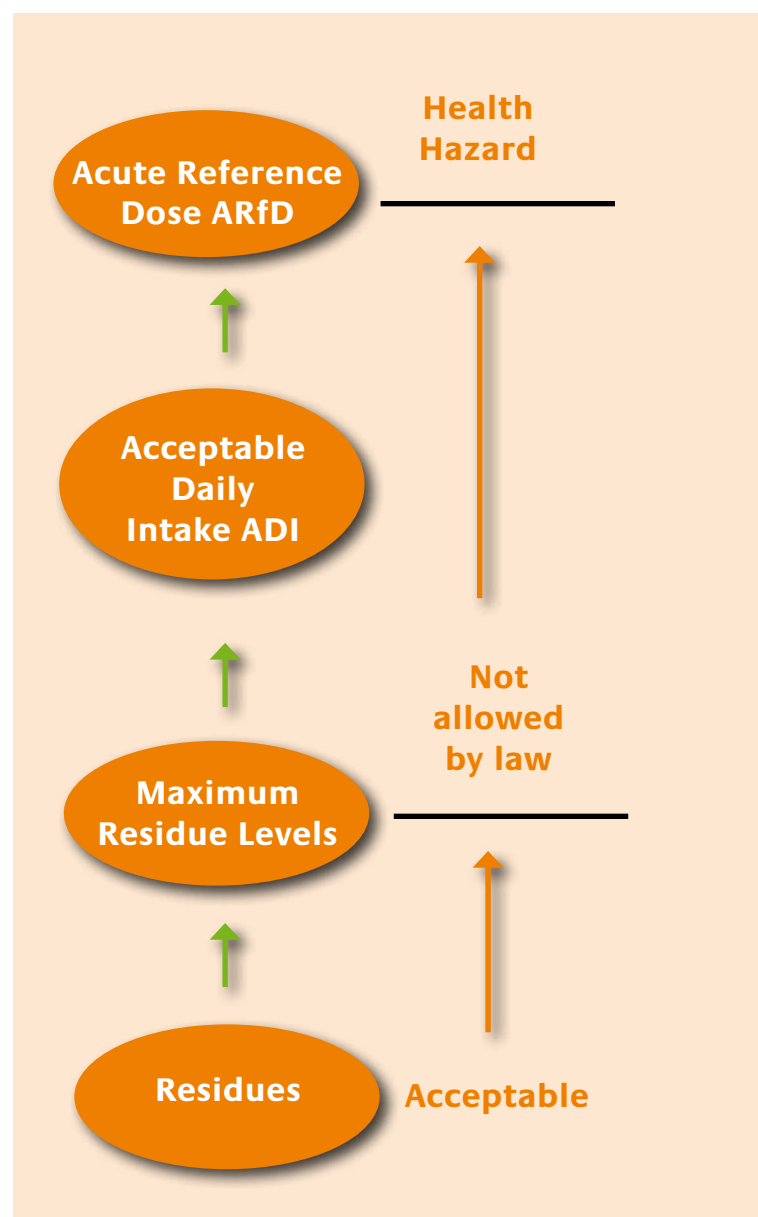 Health
Hazard
Acute Reference
Dose ARfD
Acceptable
Daily
Intake ADI
Not
allowed
by law
Maximum
Residue Levels
Residues
Acceptable